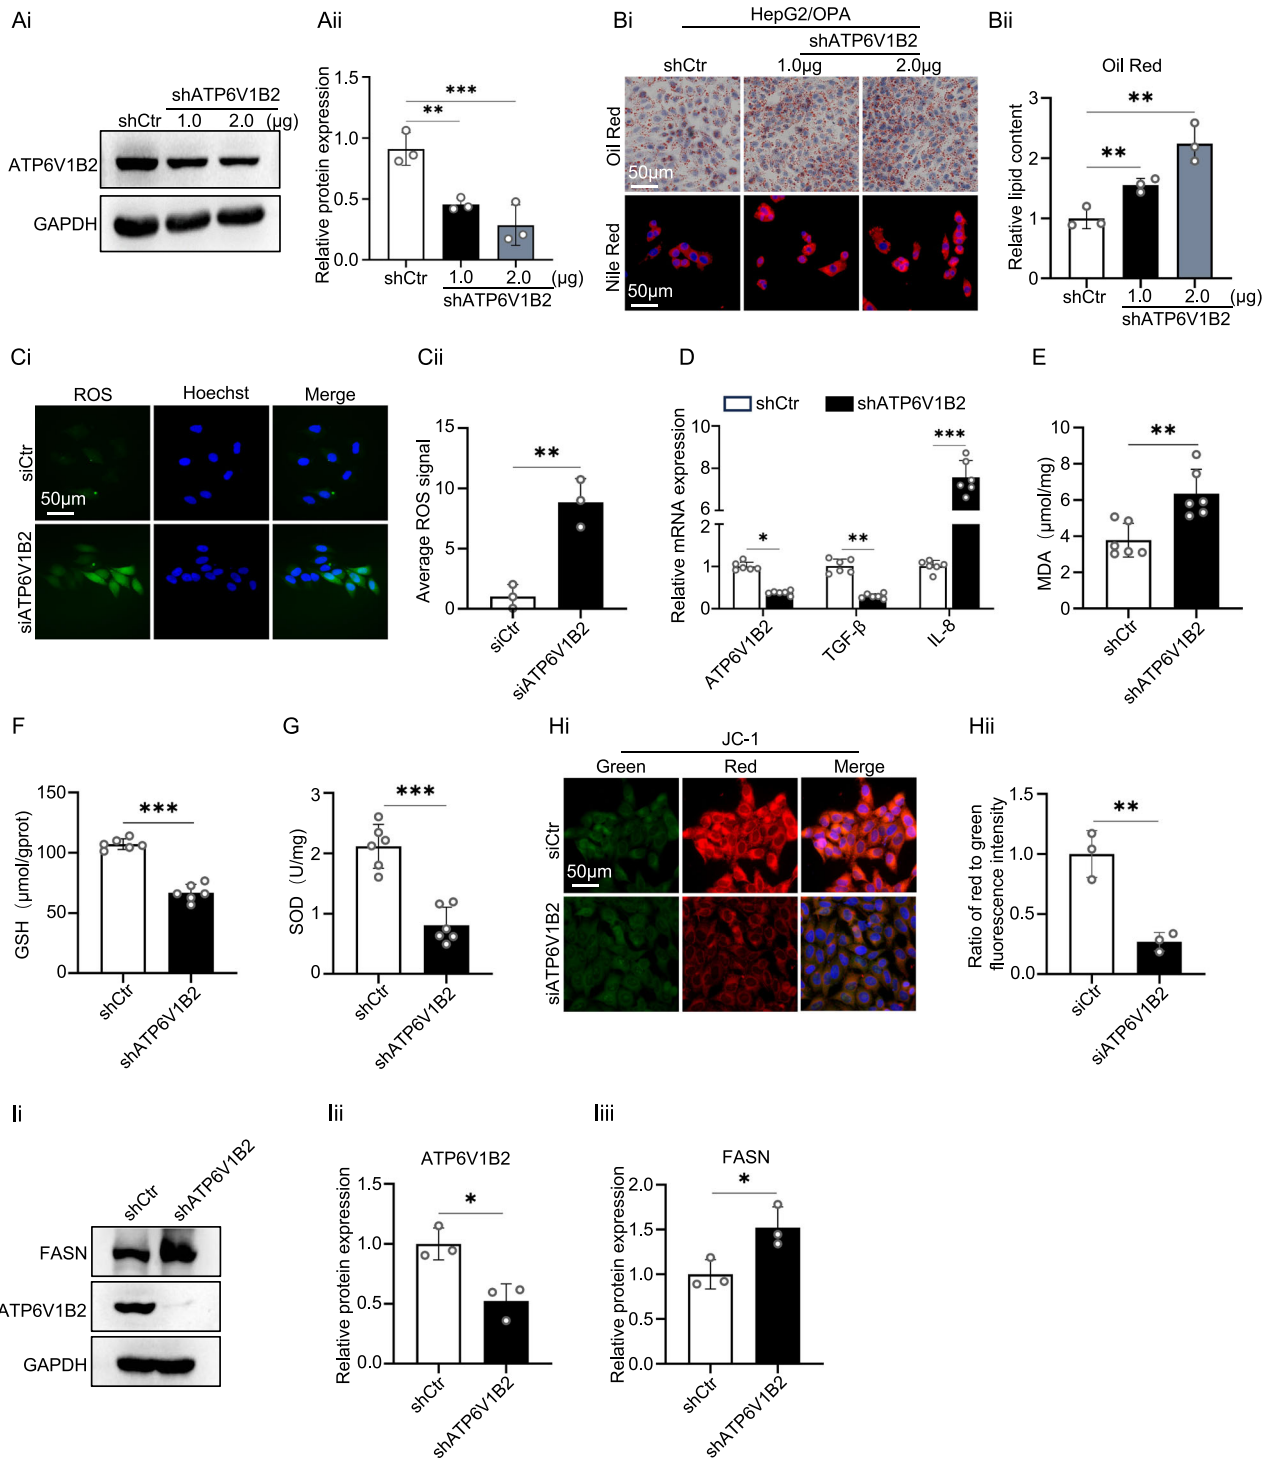 Ai
shATP6V1B2
shCtr 1.0 2.0 (μg)
ATP6V1B2
GAPDH
Aii
Relative protein expression
1.5
1.0
0.5
0.0
***
**
shCtr 1.0 2.0 (μg)
shATP6V1B2
Bi
HepG2/OPA
shATP6V1B2
shCtr 1.0μg 2.0μg
Oil Red
50μm
Nile Red
50μm
Bii
Oil Red
Relative lipid content
3
2
1
0
**
**
shCtr 1.0 2.0 (μg)
shATP6V1B2
Ci
ROS Hoechst Merge
siCtr
50μm
siATP6V1B2
Cii
Average ROS signal
15
10
5
0
**
siCtr
siATP6V1B2
D
shCtr shATP6V1B2
Relative mRNA expression
10
8
6
2
1
0
* ** ***
ATP6V1B2
TGF-β
IL-8
E
MDA (μmol/mg)
10
8
6
4
2
0
**
shCtr
shATP6V1B2
F
GSH (μmol/gprot)
150
100
50
0
***
shCtr
shATP6V1B2
G
SOD (U/mg)
3
2
1
0
***
shCtr
shATP6V1B2
Hi
JC-1
Green Red Merge
siCtr
50μm
siATP6V1B2
Hii
Ratio of red to green
fluorescence intensity
1.5
1.0
0.5
0.0
**
siCtr
siATP6V1B2
Ii
shCtr
shATP6V1B2
FASN
ATP6V1B2
GAPDH
Iii
ATP6V1B2
Relative protein expression
1.5
1.0
0.5
0.0
*
shCtr
shATP6V1B2
Iiii
FASN
Relative protein expression
2.0
1.5
1.0
0.5
0.0
*
shCtr
shATP6V1B2